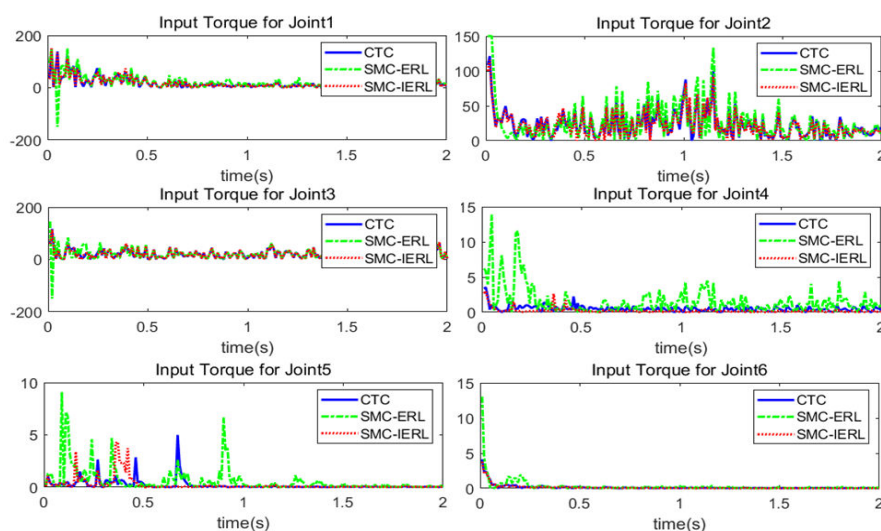 Input Torque for Joint1
200
0
-200
CTC
SMC-ERL
SMC-IERL
0 0.5 1 1.5 2
time(s)
Input Torque for Joint2
150
100
50
0
CTC
SMC-ERL
SMC-IERL
0 0.5 1 1.5 2
time(s)
Input Torque for Joint3
200
0
-200
CTC
SMC-ERL
SMC-IERL
0 0.5 1 1.5 2
time(s)
Input Torque for Joint4
15
10
5
0
CTC
SMC-ERL
SMC-IERL
0 0.5 1 1.5 2
time(s)
Input Torque for Joint5
10
5
0
CTC
SMC-ERL
SMC-IERL
0 0.5 1 1.5 2
time(s)
Input Torque for Joint6
15
10
5
0
CTC
SMC-ERL
SMC-IERL
0 0.5 1 1.5 2
time(s)